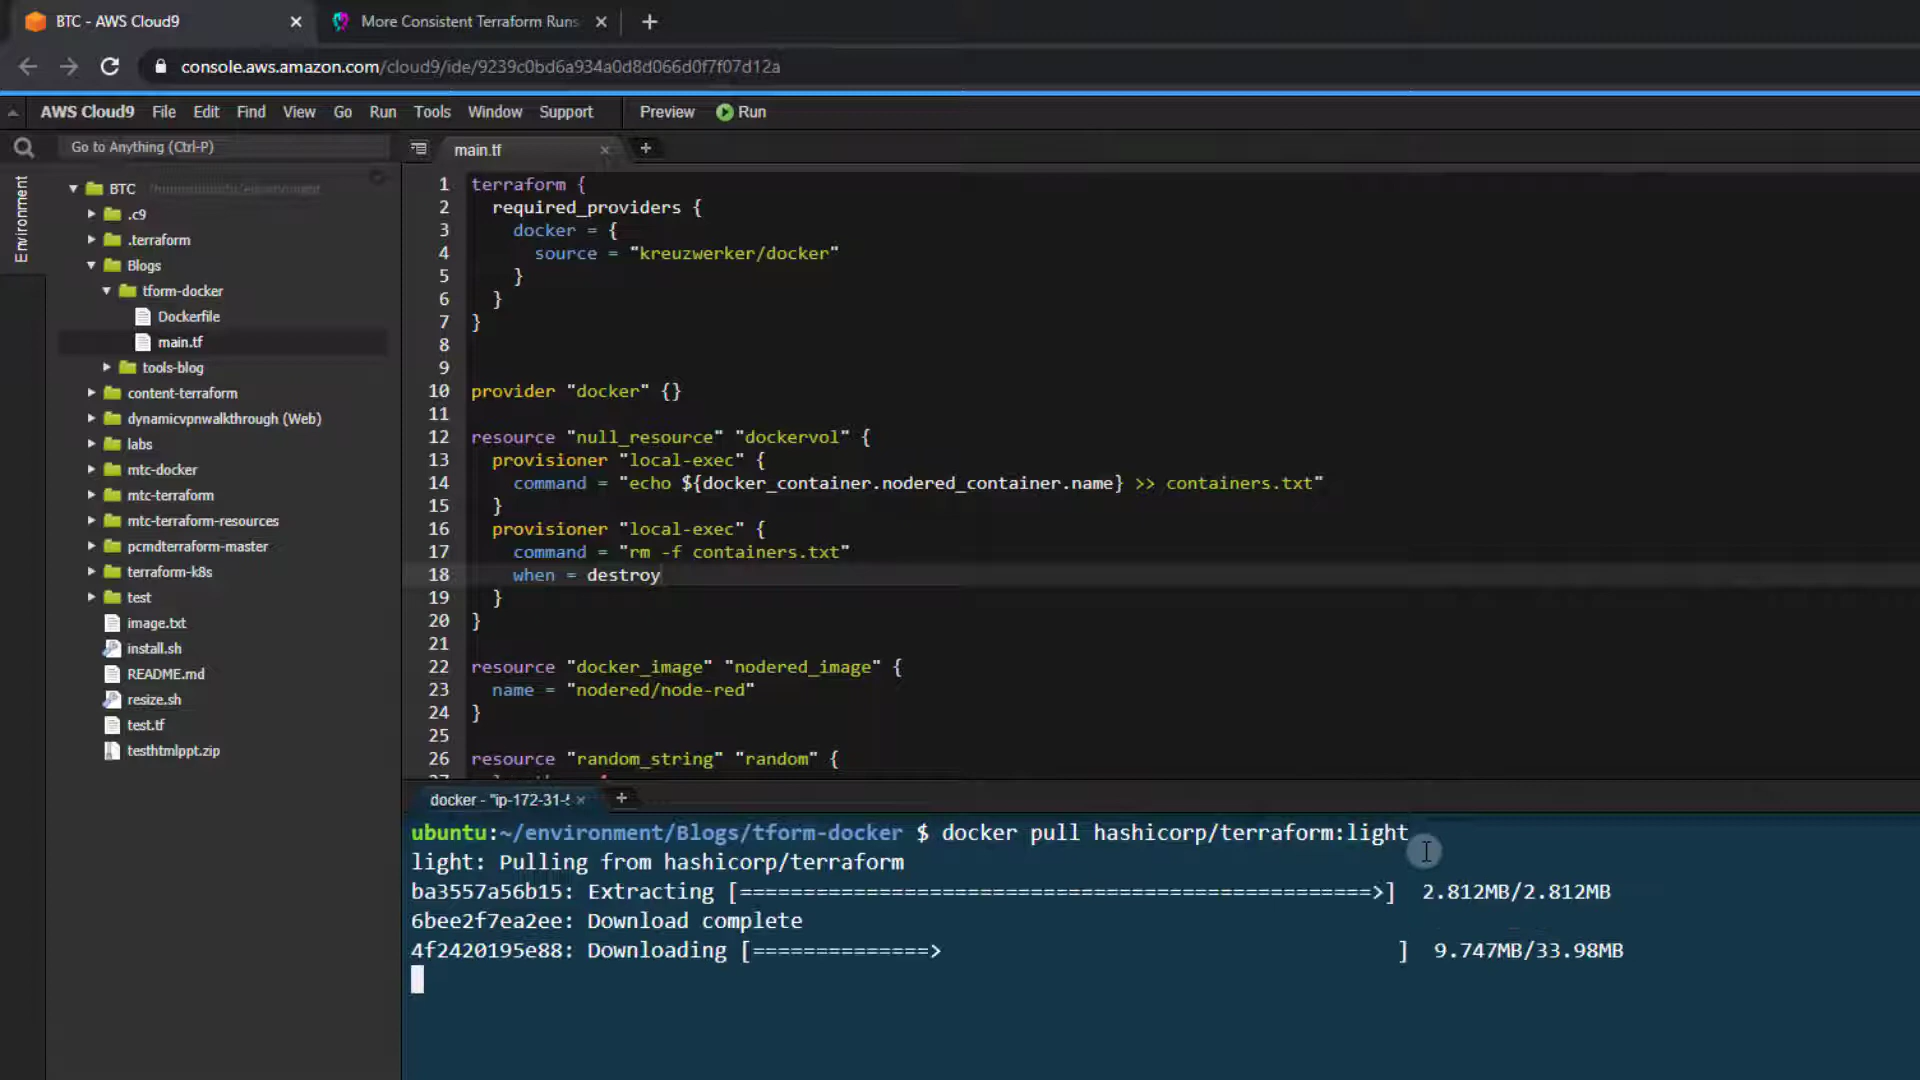 BTC - AWS Cloud9
More Consistent Terraform Runs
console.aws.amazon.com/cloud9/ide/9239c0bd6a934a0d8d066d0f7f07d12a
AWS Cloud9 File Edit Find View Go Run Tools Window Support Preview Run
Go to Anything (Ctrl-P)
main.tf
Environment
BTC
.c9
.terraform
Blogs
tform-docker
Dockerfile
main.tf
tools-blog
content-terraform
dynamicvpnwalkthrough (Web)
labs
mtc-docker
mtc-terraform
mtc-terraform-resources
pcmdterraform-master
terraform-k8s
test
image.txt
install.sh
README.md
resize.sh
test.tf
testhtmlppt.zip
1 terraform {
2 required_providers {
3 docker = {
4 source = "kreuzwerker/docker"
5 }
6 }
7 }
8
9
10 provider "docker" {}
11
12 resource "null_resource" "dockervol" {
13 provisioner "local-exec" {
14 command = "echo ${docker_container.nodered_container.name} >> containers.txt"
15 }
16 provisioner "local-exec" {
17 command = "rm -f containers.txt"
18 when = destroy
19 }
20 }
21
22 resource "docker_image" "nodered_image" {
23 name = "nodered/node-red"
24 }
25
26 resource "random_string" "random" {
docker - "ip-172-31-
ubuntu:~/environment/Blogs/tform-docker $ docker pull hashicorp/terraform:light
light: Pulling from hashicorp/terraform
ba3557a56b15: Extracting [==================================================>] 2.812MB/2.812MB
6bee2f7ea2ee: Download complete
4f2420195e88: Downloading [==============> ] 9.747MB/33.98MB